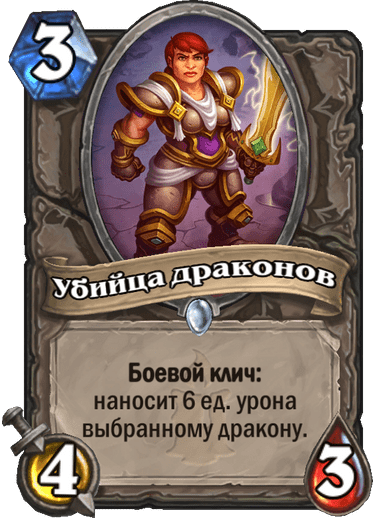 3
Убийца драконов
Боевой клич:
наносит 6 ед. урона
выбранному дракону.
4
3